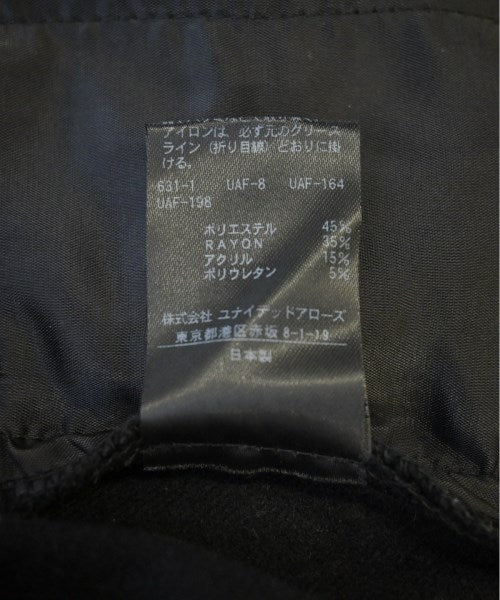 アイロンは、必ず元のクリース
ライン（折り目線）どおりに掛
ける。
631-1 UAF-8 UAF-164
UAF-198
ポリエステル 45%
RAYON 35%
アクリル 15%
ポリウレタン 5%
株式会社 ユナイテッドアローズ
東京都港区赤坂 8-1-19
日本製